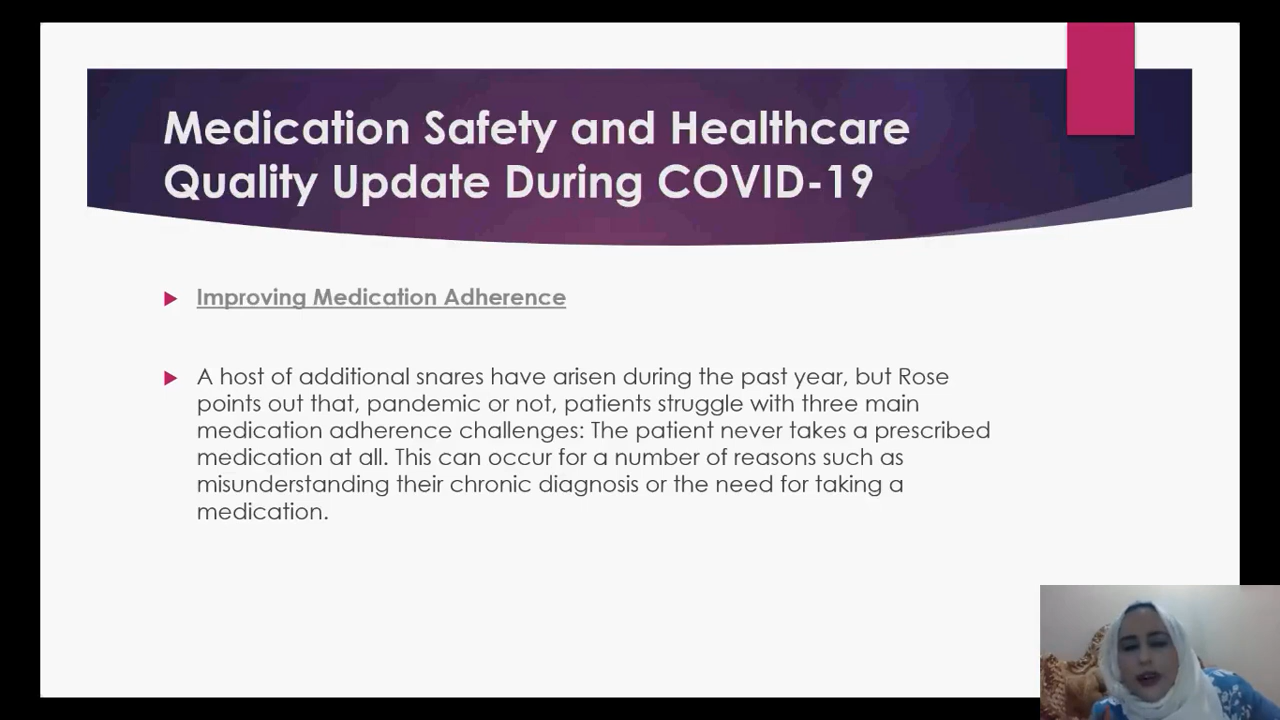 Medication Safety and Healthcare
Quality Update During COVID-19
Improving Medication Adherence
A host of additional snares have arisen during the past year, but Rose
points out that, pandemic or not, patients struggle with three main
medication adherence challenges: The patient never takes a prescribed
medication at all. This can occur for a number of reasons such as
misunderstanding their chronic diagnosis or the need for taking a
medication.